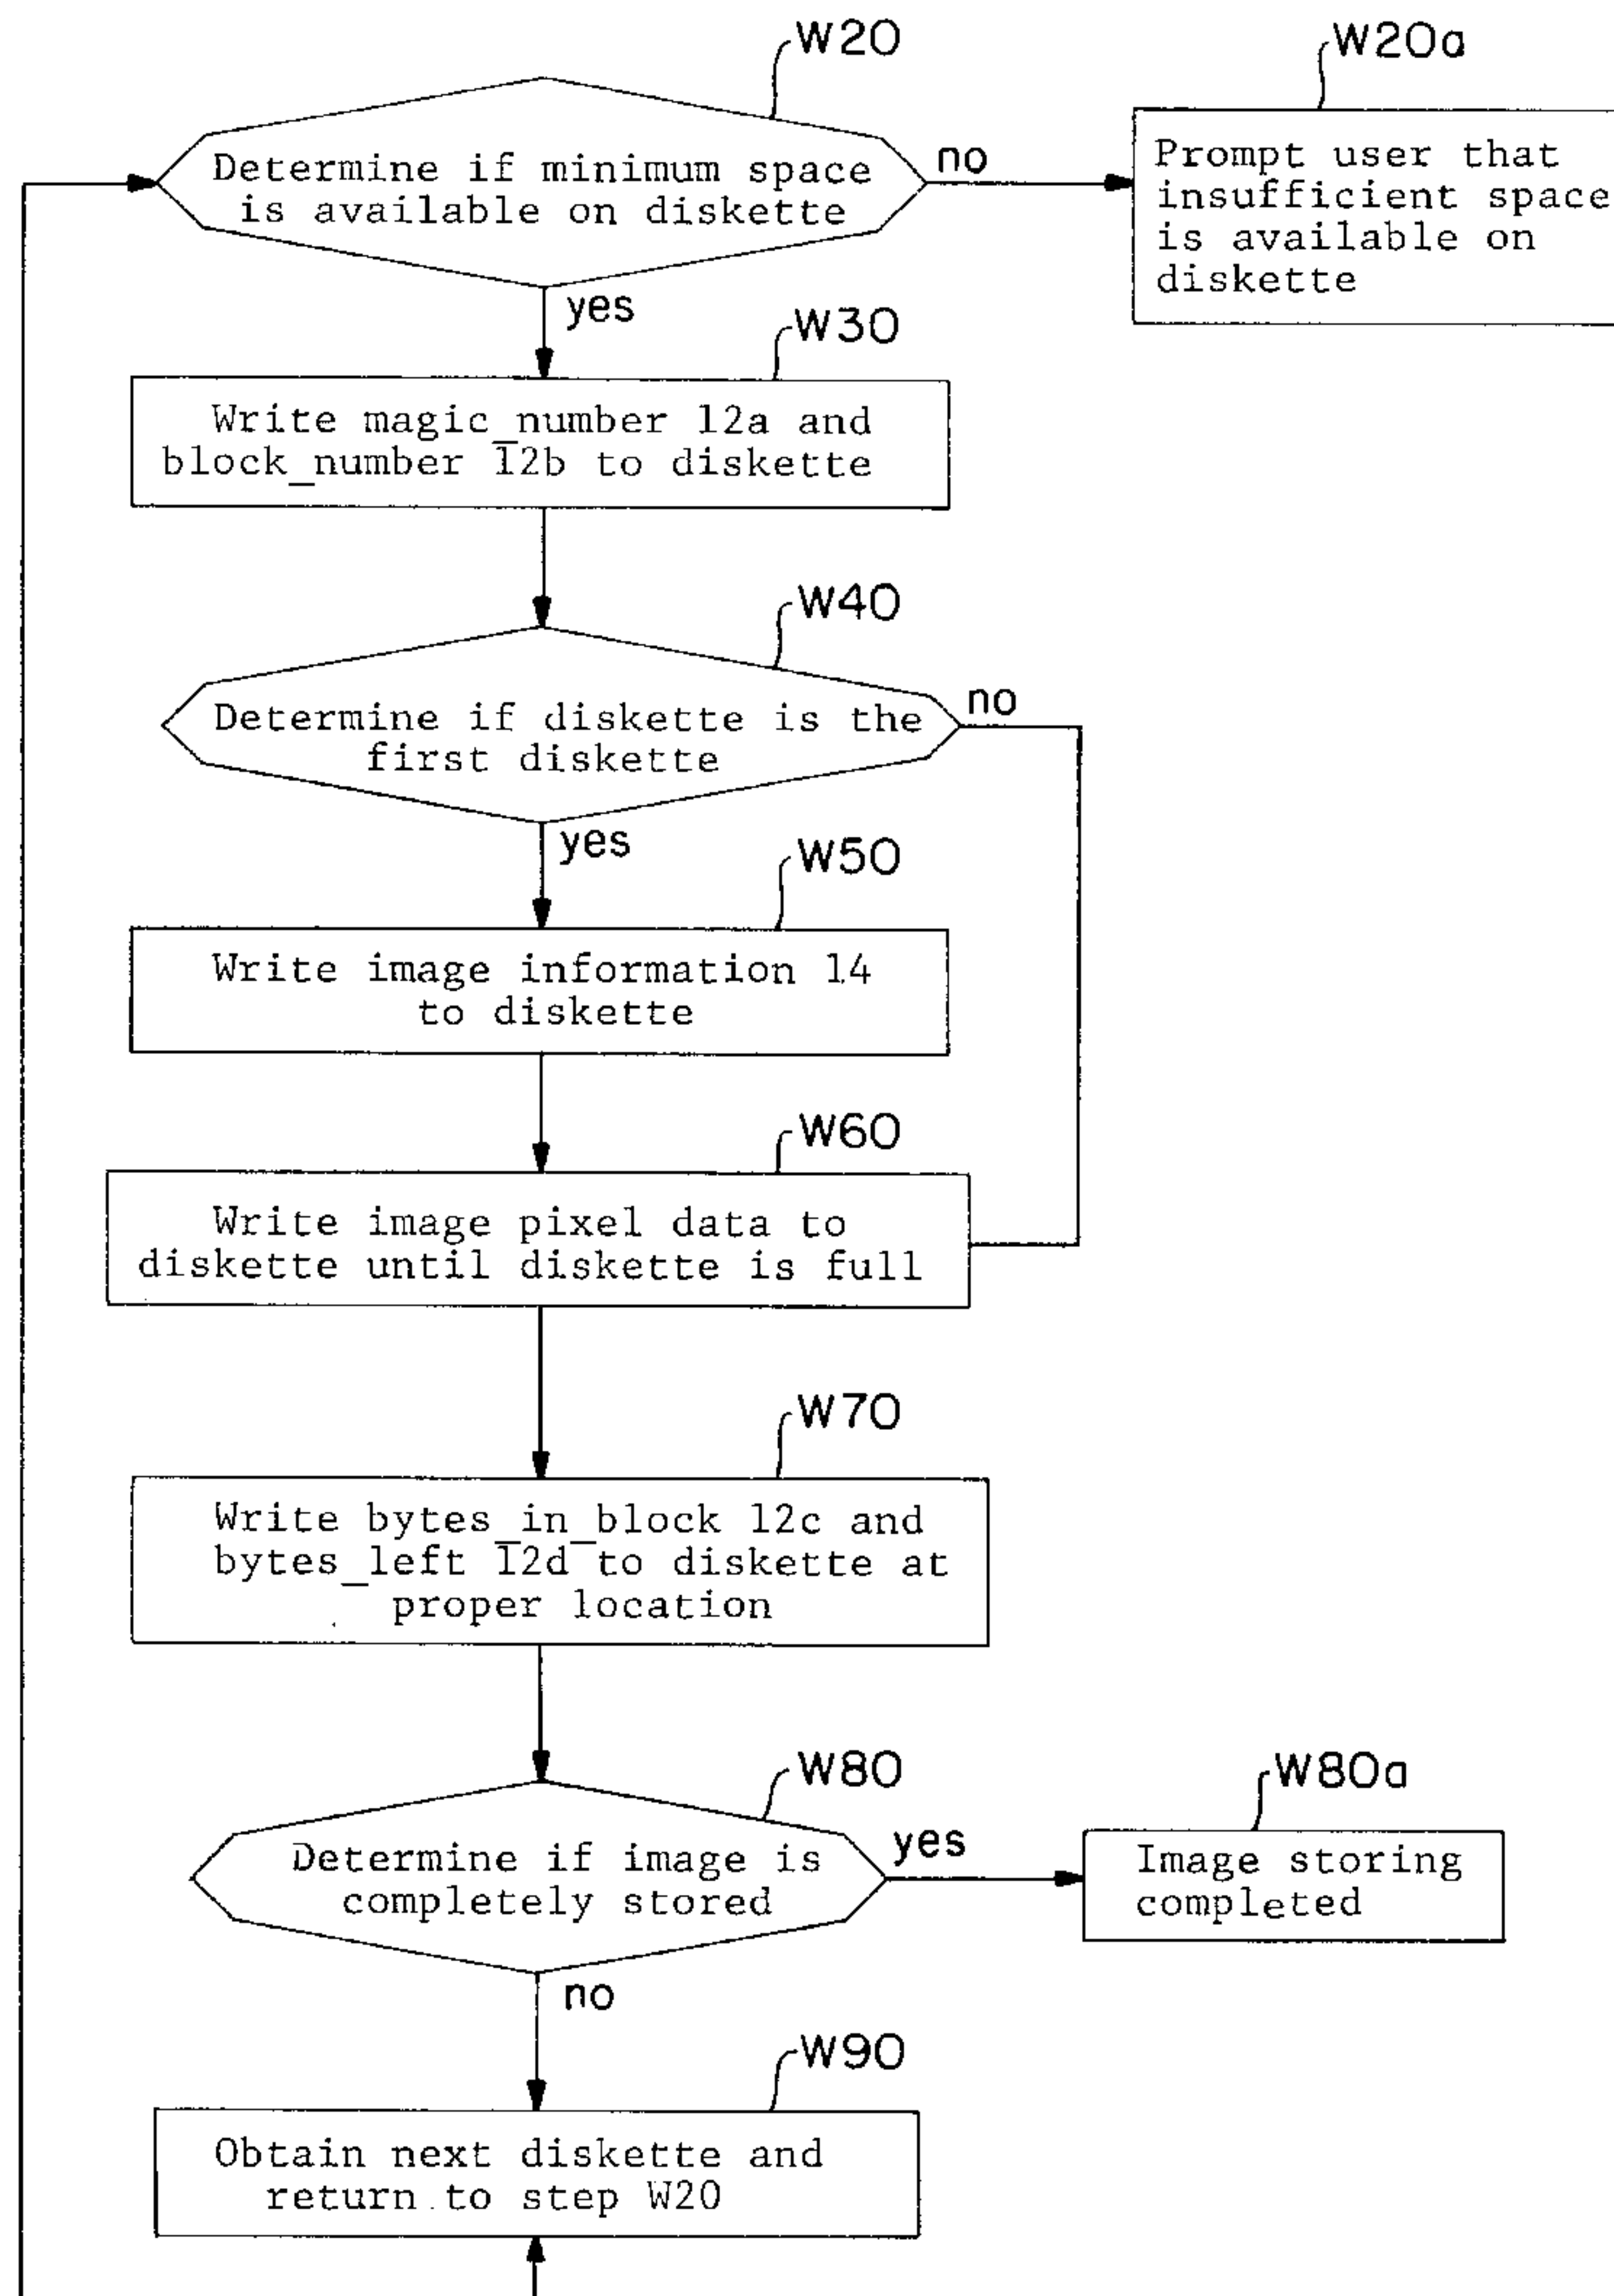 W20
W20a
Determine if minimum space
is available on diskette
no
Prompt user that
insufficient space
is available on
diskette
yes
W30
Write magic_number 12a and
block_number 12b to diskette
W40
Determine if diskette is the
first diskette
no
yes
W50
Write image information 14
to diskette
W60
Write image pixel data to
diskette until diskette is full
W70
Write bytes_in_block 12c and
bytes_left 12d to diskette at
proper location
W80
W80a
Determine if image is
completely stored
yes
Image storing
completed
no
W90
Obtain next diskette and
return to step W20